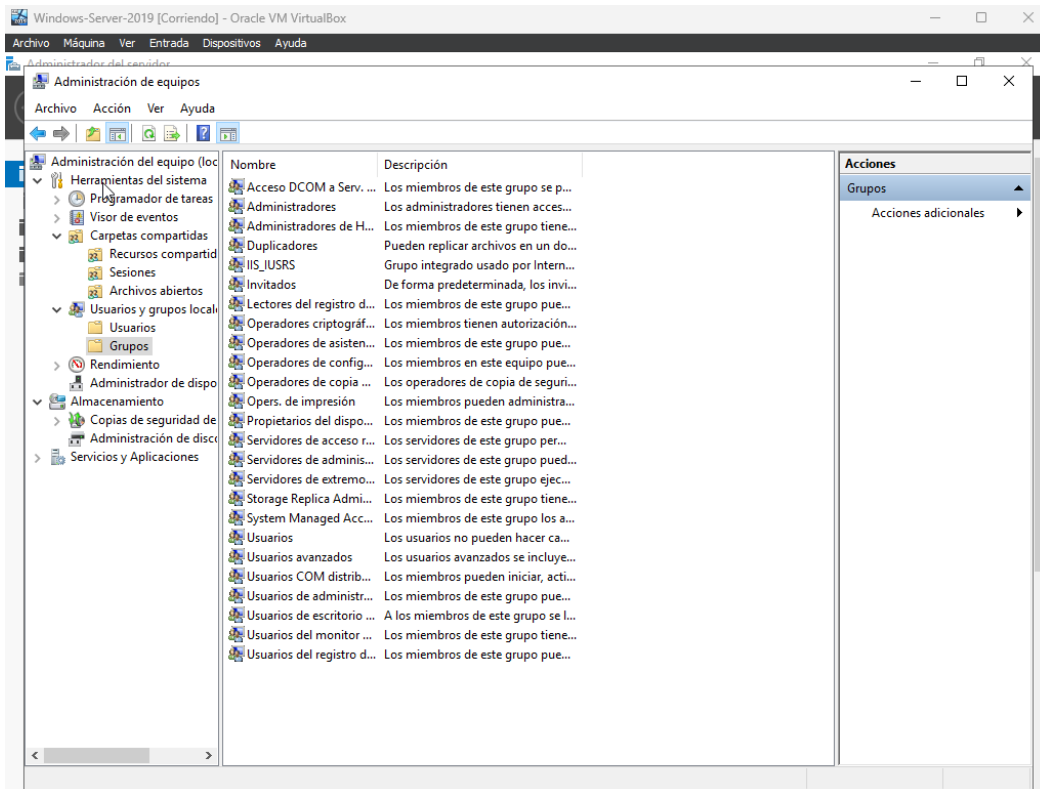 Windows-Server-2019 [Corriendo] - Oracle VM VirtualBox
Archivo Máquina Ver Entrada Dispositivos Ayuda
Administrador del servidor
Administración de equipos
Archivo Acción Ver Ayuda
Administración del equipo (loc
Herramientas del sistema
Programador de tareas
Visor de eventos
Carpetas compartidas
Recursos compartid
Sesiones
Archivos abiertos
Usuarios y grupos local
Usuarios
Grupos
Rendimiento
Administrador de dispo
Almacenamiento
Copias de seguridad de
Administración de disc
Servicios y Aplicaciones
Nombre Descripción
Acceso DCOM a Serv. ... Los miembros de este grupo se p...
Administradores Los administradores tienen acces...
Administradores de H... Los miembros de este grupo tiene...
Duplicadores Pueden replicar archivos en un do...
IIS_IUSRS Grupo integrado usado por Intern...
Invitados De forma predeterminada, los invi...
Lectores del registro d... Los miembros de este grupo pue...
Operadores criptográf... Los miembros tienen autorización...
Operadores de asisten... Los miembros de este grupo pue...
Operadores de config... Los miembros en este equipo pue...
Operadores de copia ... Los operadores de copia de seguri...
Opers. de impresión Los miembros pueden administra...
Propietarios del dispo... Los miembros de este grupo pue...
Servidores de acceso r... Los servidores de este grupo per...
Servidores de adminis... Los servidores de este grupo pued...
Servidores de extremo... Los servidores de este grupo ejec...
Storage Replica Admi... Los miembros de este grupo tiene...
System Managed Acc... Los miembros de este grupo los a...
Usuarios Los usuarios no pueden hacer ca...
Usuarios avanzados Los usuarios avanzados se incluye...
Usuarios COM distrib... Los miembros pueden iniciar, acti...
Usuarios de administr... Los miembros de este grupo pue...
Usuarios de escritorio ... A los miembros de este grupo se l...
Usuarios del monitor ... Los miembros de este grupo tiene...
Usuarios del registro d... Los miembros de este grupo pue...
Acciones
Grupos
Acciones adicionales